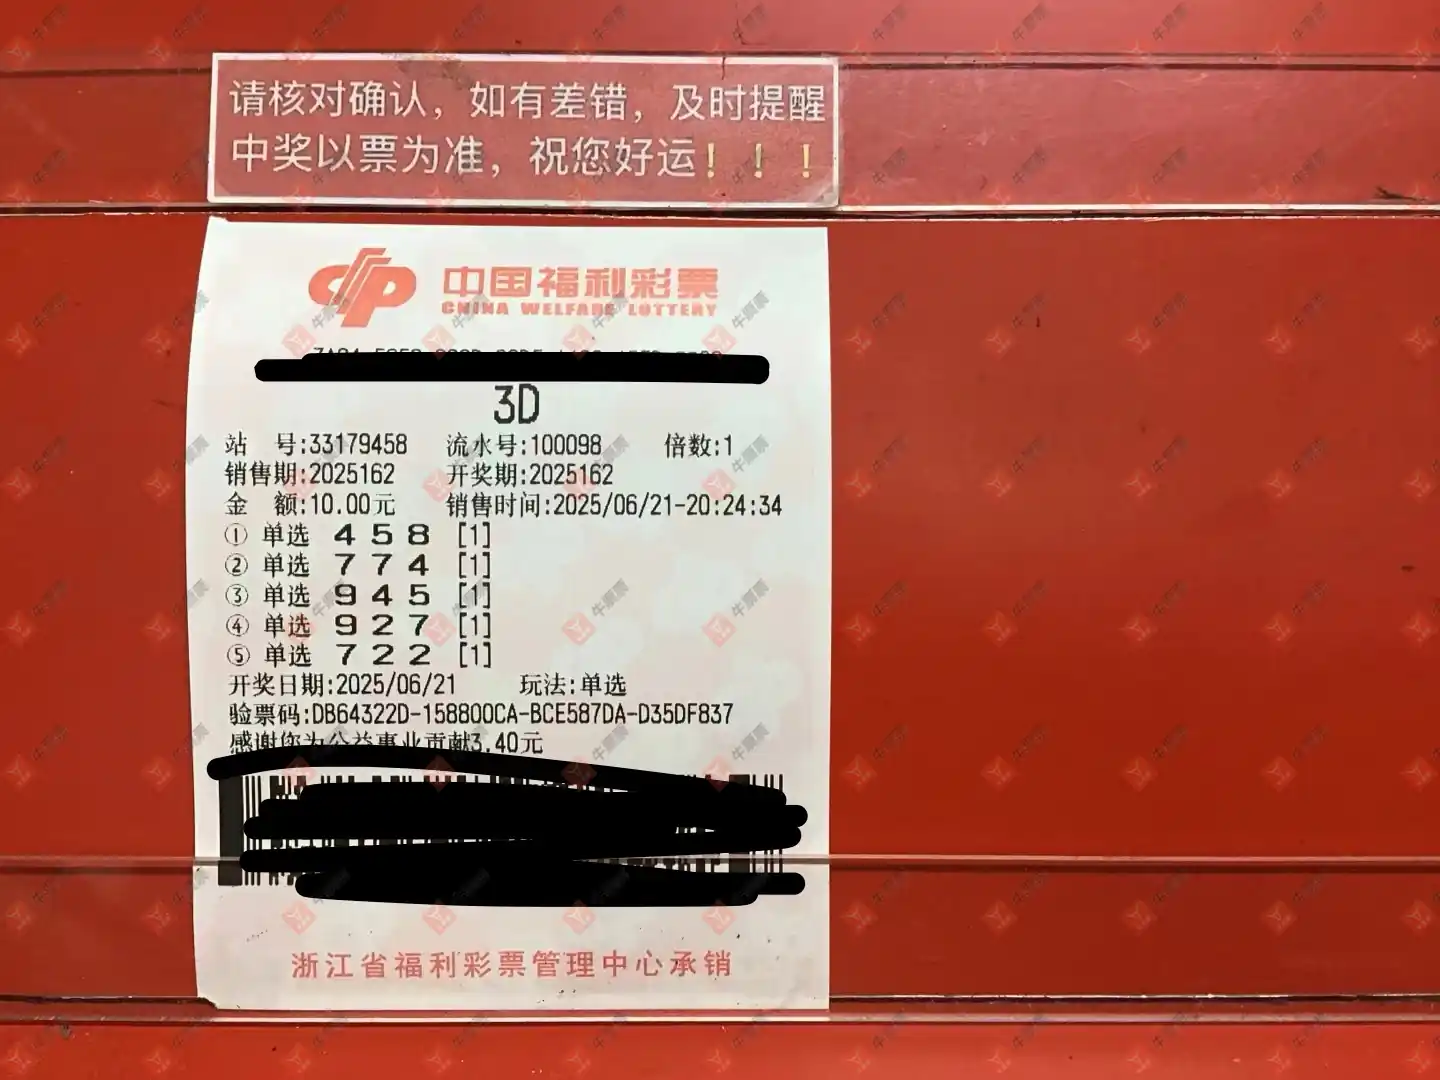 请核对确认，如有差错，及时提醒
中奖以票为准，祝您好运！！！
中国福利彩票
CHINA WELFARE LOTTERY
3D
站 号:33179458 流水号:100098 倍数:1
销售期:2025162 开奖期:2025162
金 额:10.00元 销售时间:2025/06/21-20:24:34
① 单选 4 5 8 [1]
② 单选 7 7 4 [1]
③ 单选 9 4 5 [1]
④ 单选 9 2 7 [1]
⑤ 单选 7 2 2 [1]
开奖日期:2025/06/21 玩法:单选
验票码:DB64322D-158800CA-BCE587DA-D35DF837
感谢您为公益事业贡献3.40元
浙江省福利彩票管理中心承销